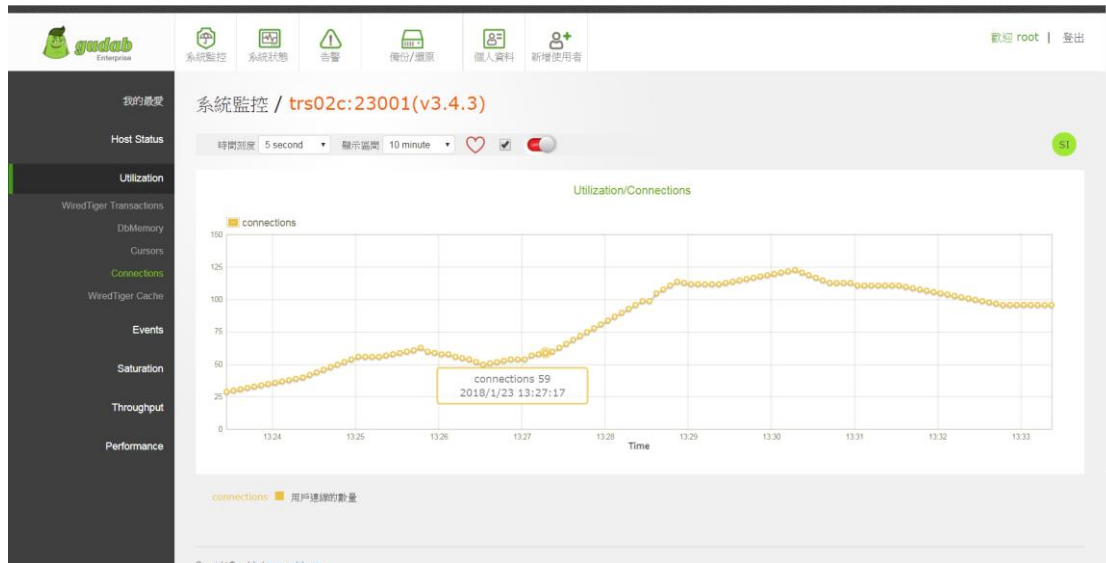 gudab
Enterprise
系統監控 系統狀態 告警 備份/還原 個人資料 新增使用者
歡迎 root | 登出
我的最愛
Host Status
Utilization
WiredTiger Transactions
DbMemory
Cursors
Connections
WiredTiger Cache
Events
Saturation
Throughput
Performance
系統監控 / trs02c:23001(v3.4.3)
時間刻度 5 second 顯示區間 10 minute
SI
Utilization/Connections
connections
150
125
100
75
50
25
0
connections 59
2018/1/23 13:27:17
13:24 13:25 13:26 13:27 13:28 13:29 13:30 13:31 13:32 13:33
Time
connections 用戶連線的數量